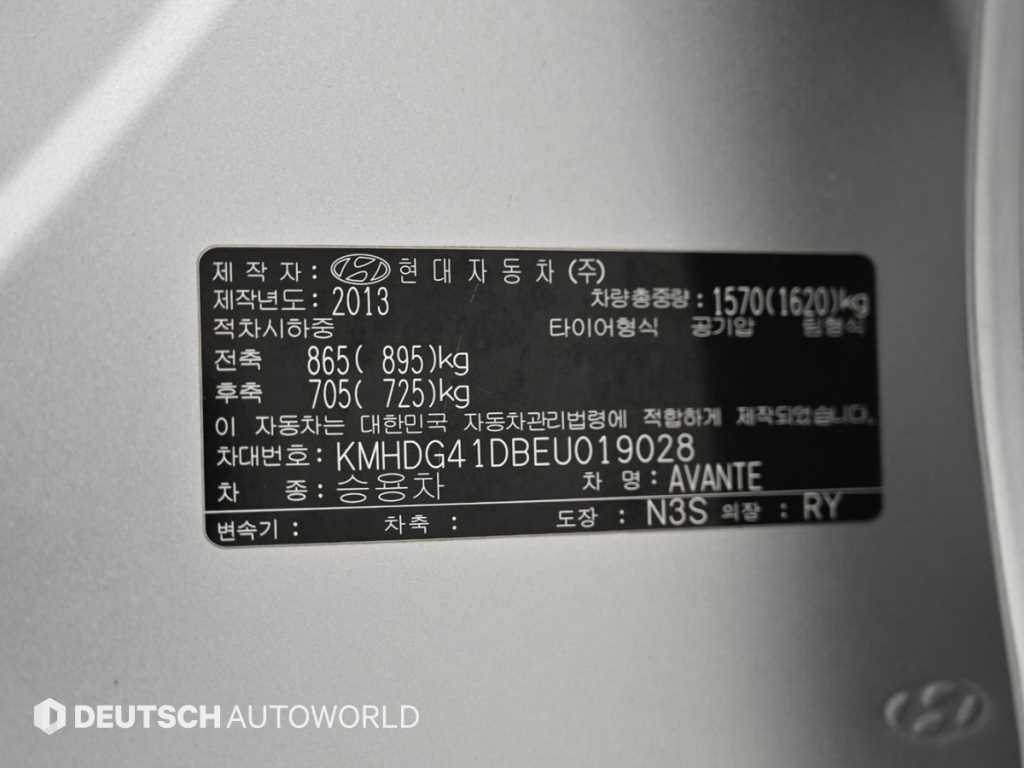 제 작 자 : 현대자동차 (주)
제작년도 : 2013 차량총중량 : 1570(1620)kg
적차시하중 타이어형식 공기압 림형식
전축 865( 895)kg
후축 705( 725)kg
이 자동차는 대한민국 자동차관리법령에 적합하게 제작되었습니다.
차대번호 : KMHDG41DBEU019028
차 종 : 승용차 차 명 : AVANTE
변속기 : 차축 : 도장 : N3S 의장 : RY
DEUTSCH AUTOWORLD